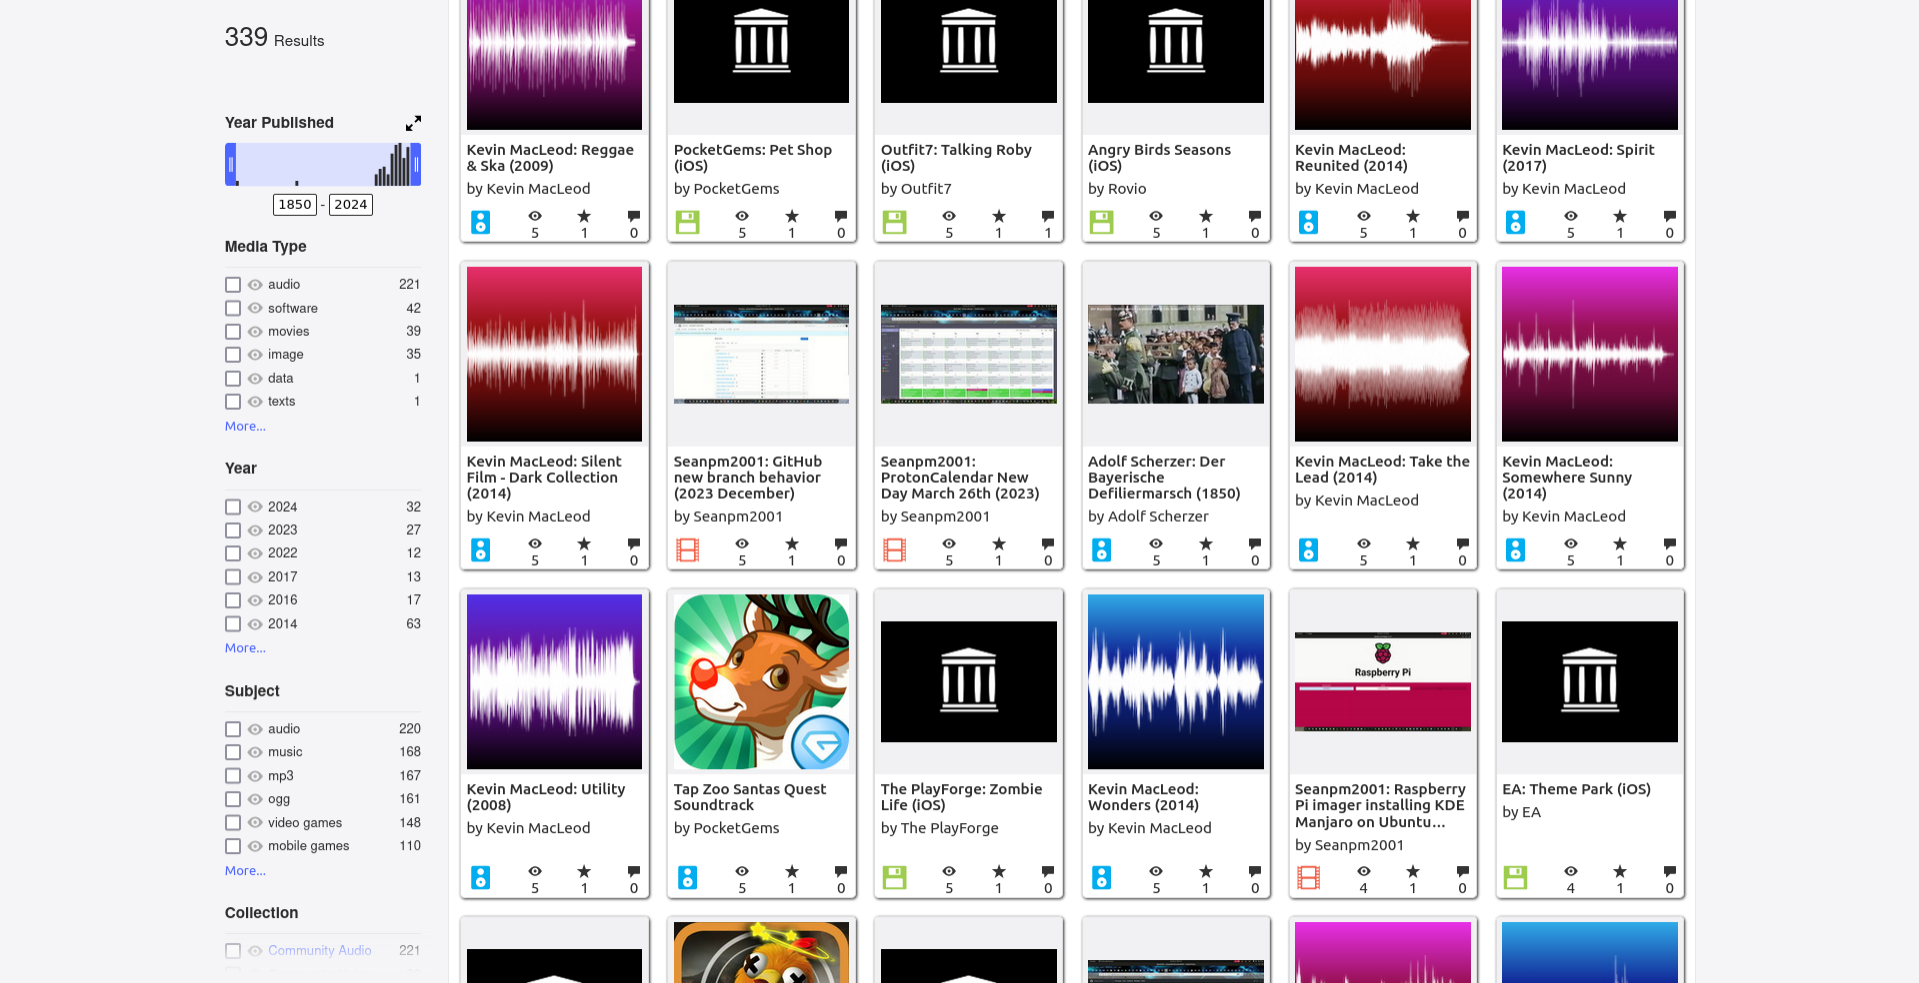 339 Results
Year Published
1850 - 2024
Media Type
audio 221
software 42
movies 39
image 35
data 1
texts 1
More...
Year
2024 32
2023 27
2022 12
2017 13
2016 17
2014 63
More...
Subject
audio 220
music 168
mp3 167
ogg 161
video games 148
mobile games 110
More...
Collection
Community Audio 221
Kevin MacLeod: Reggae
& Ska (2009)
by Kevin MacLeod
5 1 0
PocketGems: Pet Shop
(iOS)
by PocketGems
5 1 0
Outfit7: Talking Roby
(iOS)
by Outfit7
5 1 1
Angry Birds Seasons
(iOS)
by Rovio
5 1 0
Kevin MacLeod:
Reunited (2014)
by Kevin MacLeod
5 1 0
Kevin MacLeod: Spirit
(2017)
by Kevin MacLeod
5 1 0
Kevin MacLeod: Silent
Film - Dark Collection
(2014)
by Kevin MacLeod
5 1 0
Seanpm2001: GitHub
new branch behavior
(2023 December)
by Seanpm2001
5 1 0
Seanpm2001:
ProtonCalendar New
Day March 26th (2023)
by Seanpm2001
5 1 0
Adolf Scherzer: Der
Bayerische
Defiliermarsch (1850)
by Adolf Scherzer
5 1 0
Kevin MacLeod: Take the
Lead (2014)
by Kevin MacLeod
5 1 0
Kevin MacLeod:
Somewhere Sunny
(2014)
by Kevin MacLeod
5 1 0
Kevin MacLeod: Utility
(2008)
by Kevin MacLeod
5 1 0
Tap Zoo Santas Quest
Soundtrack
by PocketGems
5 1 0
The PlayForge: Zombie
Life (iOS)
by The PlayForge
5 1 0
Kevin MacLeod:
Wonders (2014)
by Kevin MacLeod
5 1 0
Raspberry Pi
Seanpm2001: Raspberry
Pi imager installing KDE
Manjaro on Ubuntu...
by Seanpm2001
4 1 0
EA: Theme Park (iOS)
by EA
4 1 0